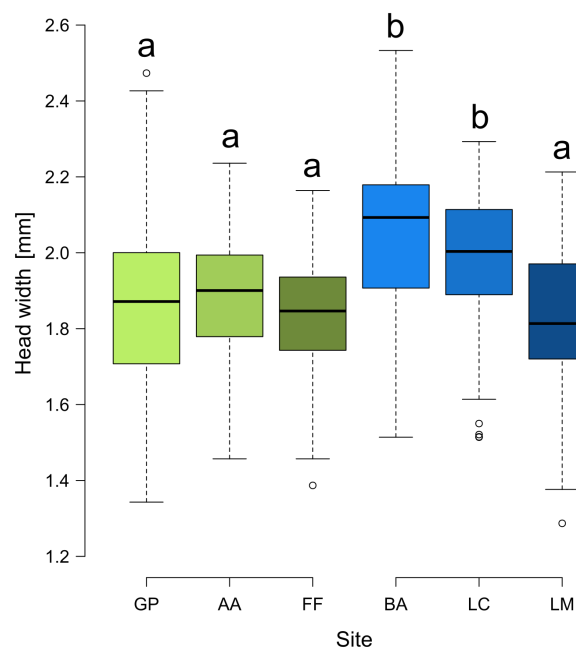 2.6
2.4
2.2
2.0
1.8
1.6
1.4
1.2
Head width [mm]
a
a
a
b
b
a
GP AA FF BA LC LM
Site